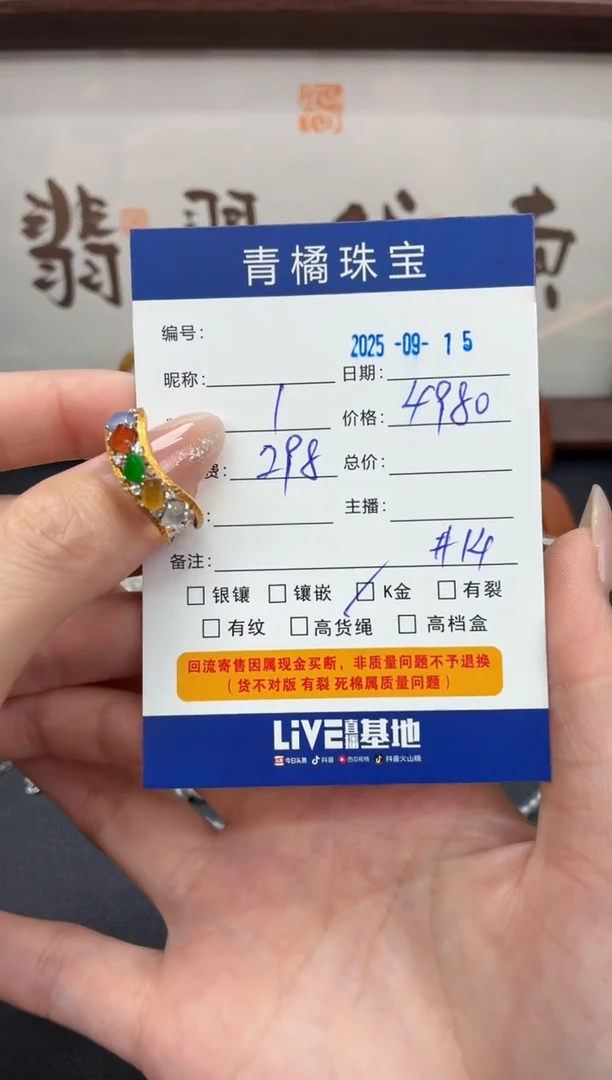 翡翠
青橘珠宝
编号:
2025 -09- 15
昵称: 日期:
1 价格: 4980
费: 298 总价:
: 主播:
备注: #14
银镶 镶嵌 K金 有裂
有纹 高货绳 高档盒
回流寄售因属现金买断，非质量问题不予退换
（货不对版 有裂 死棉属质量问题）
LiVE直播基地
今日头条 抖音 西瓜视频 抖音火山版